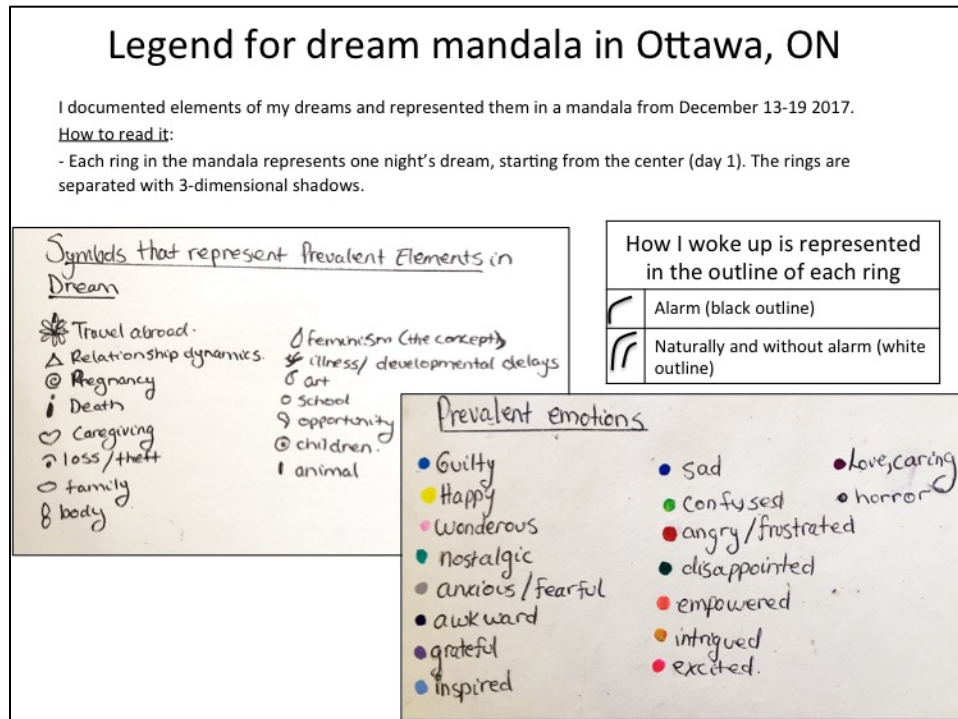 Legend for dream mandala in Ottawa, ON
I documented elements of my dreams and represented them in a mandala from December 13-19 2017.
How to read it:
- Each ring in the mandala represents one night's dream, starting from the center (day 1). The rings are
separated with 3-dimensional shadows.
Symbols that represent Prevalent Elements in
Dream
Travel abroad.
Relationship dynamics.
Pregnancy
Death
Caregiving
loss/theft
family
body
feminism (the concept)
illness/ developmental delays
art
school
opportunity
children.
animal
How I woke up is represented
in the outline of each ring
Alarm (black outline)
Naturally and without alarm (white
outline)
Prevalent emotions
Guilty
Happy
wonderous
nostalgic
anxious/fearful
awkward
grateful
inspired
sad
confused
angry/frustrated
disappointed
empowered
intrigued
excited.
Love, caring
horror